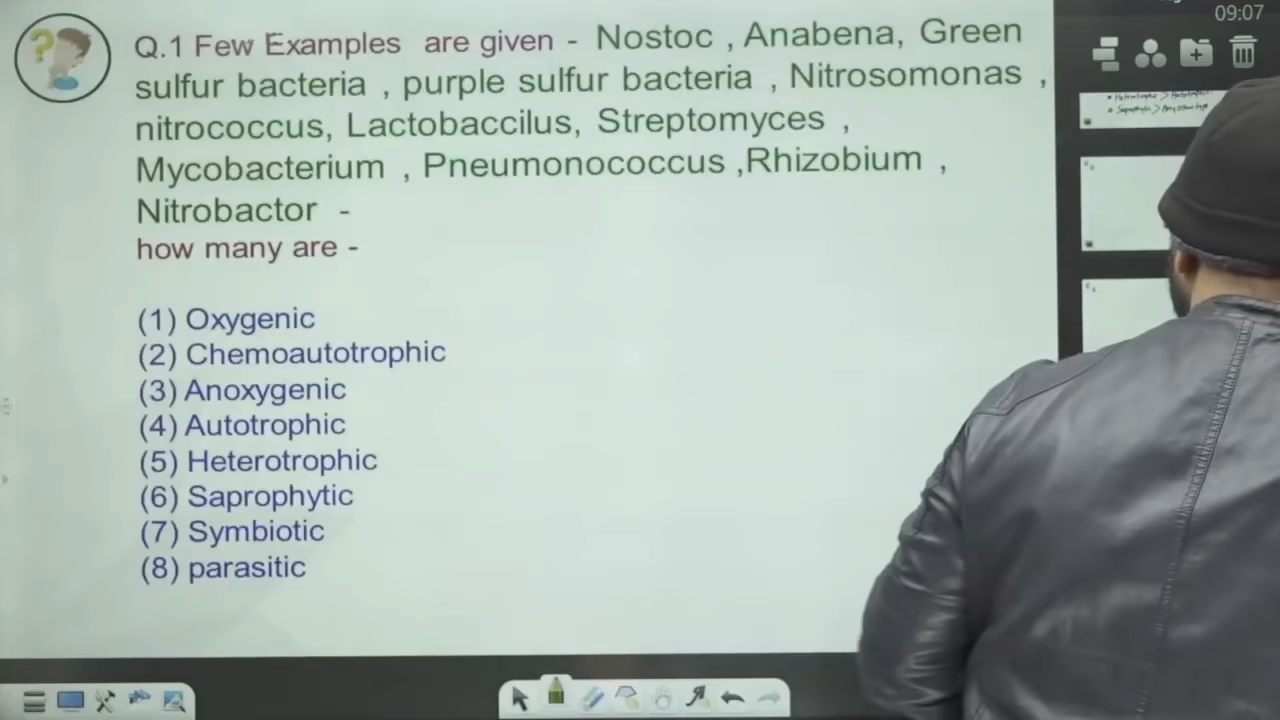 09:07
Q.1 Few Examples are given - Nostoc , Anabena, Green
sulfur bacteria , purple sulfur bacteria , Nitrosomonas ,
nitrococcus, Lactobaccilus, Streptomyces ,
Mycobacterium , Pneumonococcus ,Rhizobium ,
Nitrobactor -
how many are -
(1) Oxygenic
(2) Chemoautotrophic
(3) Anoxygenic
(4) Autotrophic
(5) Heterotrophic
(6) Saprophytic
(7) Symbiotic
(8) parasitic